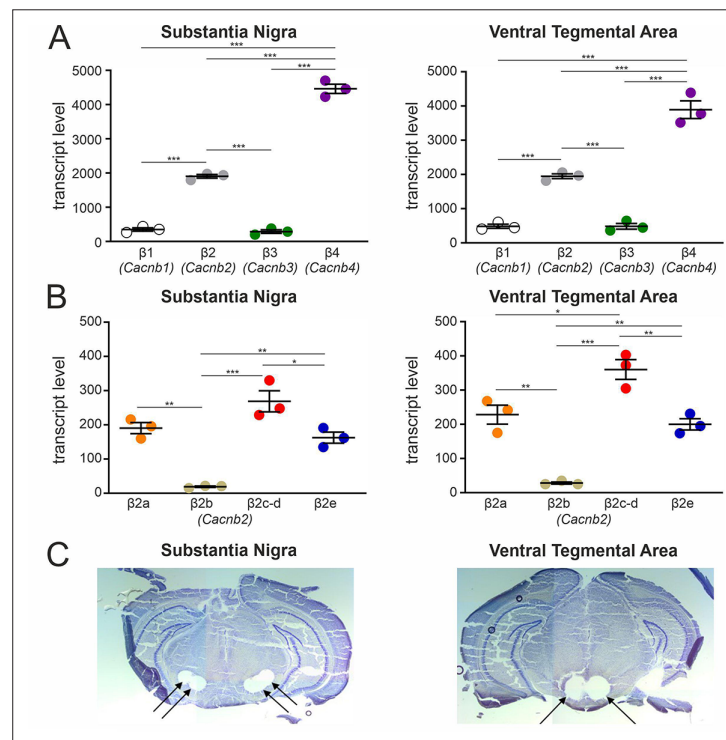 A
Substantia Nigra
Ventral Tegmental Area
***
***
***
***
***
5000
4000
3000
2000
1000
0
transcript level
β1
β2
β3
β4
(Cacnb1)
(Cacnb2)
(Cacnb3)
(Cacnb4)
***
***
***
***
***
5000
4000
3000
2000
1000
0
transcript level
β1
β2
β3
β4
(Cacnb1)
(Cacnb2)
(Cacnb3)
(Cacnb4)
B
Substantia Nigra
Ventral Tegmental Area
**
***
*
**
500
400
300
200
100
0
transcript level
β2a
β2b
β2c-d
β2e
(Cacnb2)
*
**
***
**
**
500
400
300
200
100
0
transcript level
β2a
β2b
β2c-d
β2e
(Cacnb2)
C
Substantia Nigra
Ventral Tegmental Area